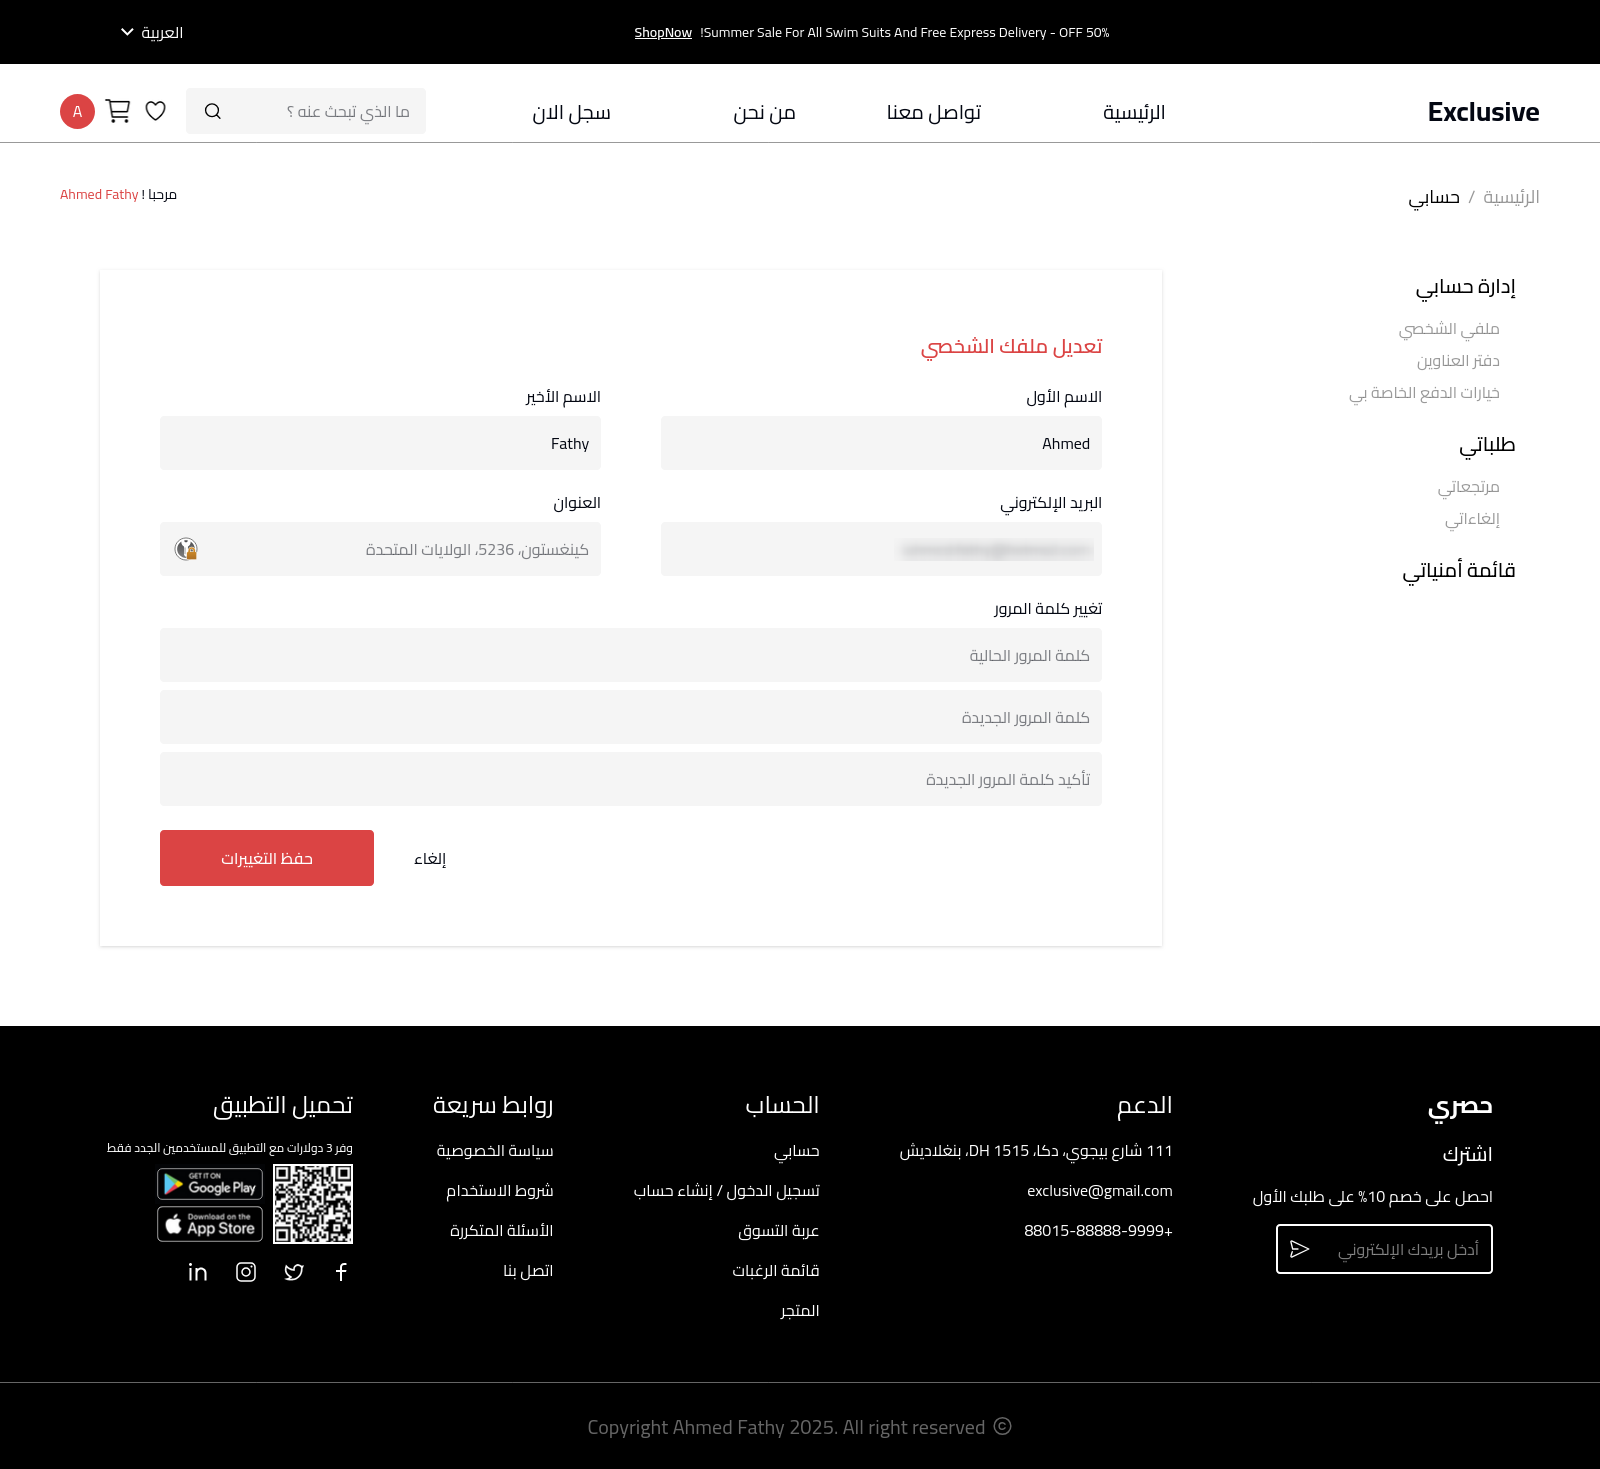 !Summer Sale For All Swim Suits And Free Express Delivery - OFF 50% ShopNow
العربية
Exclusive
الرئيسية
تواصل معنا
من نحن
سجل الان
ما الذي تبحث عنه ؟
A
الرئيسية / حسابي
مرحبا ! Ahmed Fathy
إدارة حسابي
ملفي الشخصي
دفتر العناوين
خيارات الدفع الخاصة بي
طلباتي
مرتجعاتي
إلغاءاتي
قائمة أمنياتي
تعديل ملفك الشخصي
الاسم الأول
Ahmed
الاسم الأخير
Fathy
البريد الإلكتروني
العنوان
كينغستون، 5236، الولايات المتحدة
تغيير كلمة المرور
كلمة المرور الحالية
كلمة المرور الجديدة
تأكيد كلمة المرور الجديدة
إلغاء
حفظ التغييرات
حصري
اشترك
احصل على خصم 10% على طلبك الأول
أدخل بريدك الإلكتروني
الدعم
111 شارع بيجوي، دكا، DH 1515، بنغلاديش
exclusive@gmail.com
88015-88888-9999+
الحساب
حسابي
تسجيل الدخول / إنشاء حساب
عربة التسوق
قائمة الرغبات
المتجر
روابط سريعة
سياسة الخصوصية
شروط الاستخدام
الأسئلة المتكررة
اتصل بنا
تحميل التطبيق
وفر 3 دولارات مع التطبيق للمستخدمين الجدد فقط
GET IT ON
Google Play
Download on the
App Store
© Copyright Ahmed Fathy 2025. All right reserved